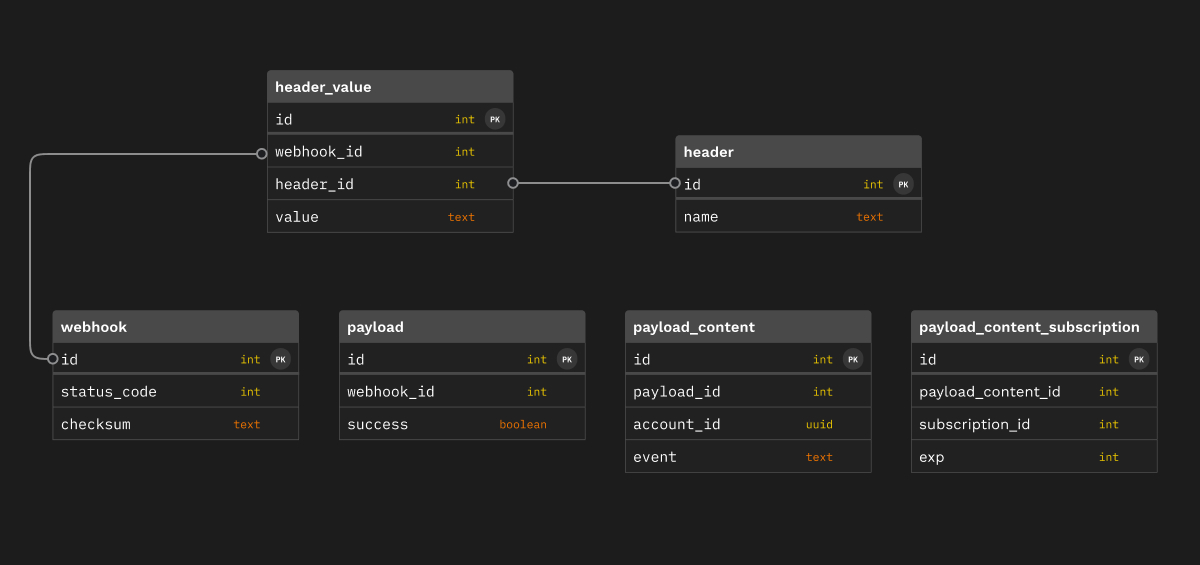 header_value
id int PK
webhook_id int
header_id int
value text
header
id int PK
name text
webhook
id int PK
status_code int
checksum text
payload
id int PK
webhook_id int
success boolean
payload_content
id int PK
payload_id int
account_id uuid
event text
payload_content_subscription
id int PK
payload_content_id int
subscription_id int
exp int